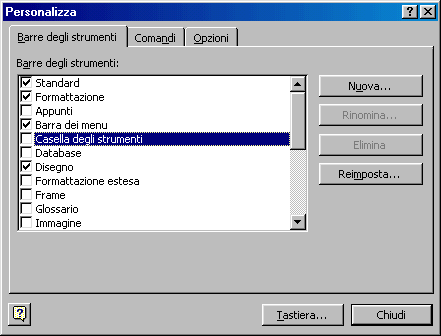 Personalizza
Barre degli strumenti
Comandi
Opzioni
Barre degli strumenti:
Standard
Formattazione
Appunti
Barra dei menu
Casella degli strumenti
Database
Disegno
Formattazione estesa
Frame
Glossario
Immagine
Nuova...
Rinomina...
Elimina
Reimposta...
?
Tastiera...
Chiudi